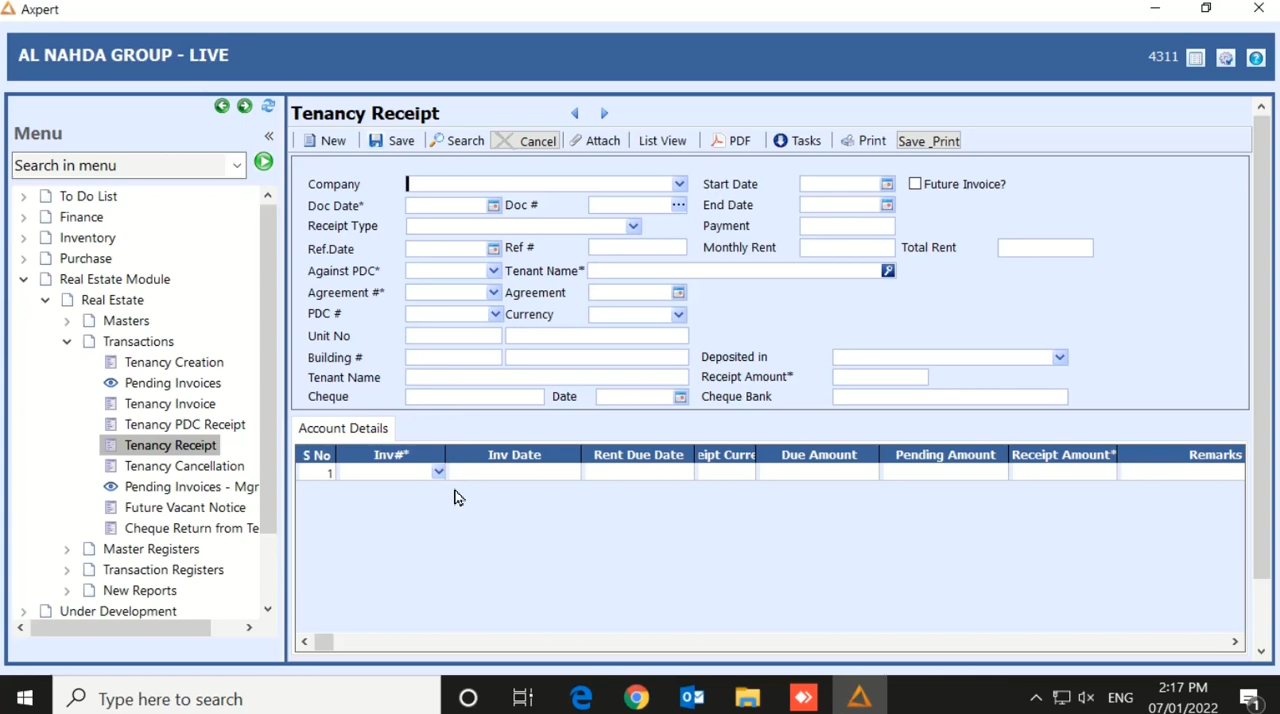 Axpert
AL NAHDA GROUP - LIVE
4311
Menu
Search in menu
To Do List
Finance
Inventory
Purchase
Real Estate Module
Real Estate
Masters
Transactions
Tenancy Creation
Pending Invoices
Tenancy Invoice
Tenancy PDC Receipt
Tenancy Receipt
Tenancy Cancellation
Pending Invoices - Mgr
Future Vacant Notice
Cheque Return from Te
Master Registers
Transaction Registers
New Reports
Under Development
Tenancy Receipt
New Save Search Cancel Attach List View PDF Tasks Print Save _Print
Company Start Date Future Invoice?
Doc Date* Doc # End Date
Receipt Type Payment
Ref.Date Ref # Monthly Rent Total Rent
Against PDC* Tenant Name*
Agreement #* Agreement
PDC # Currency
Unit No
Building # Deposited in
Tenant Name Receipt Amount*
Cheque Date Cheque Bank
Account Details
S No Inv#* Inv Date Rent Due Date eipt Curre Due Amount Pending Amount Receipt Amount* Remarks
1
Type here to search
ENG
2:17 PM
07/01/2022
1